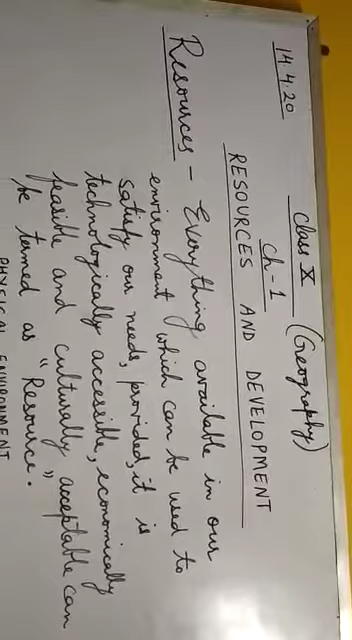 14.4.20
Class X (Geography)
Ch-1
RESOURCES AND DEVELOPMENT
Resources - Everything available in our
environment which can be used to
satisfy our needs, provided, it is
technologically accessible, economically
feasible and culturally acceptable can
be termed as "Resource".
PHYSICAL ENVIRONMENT